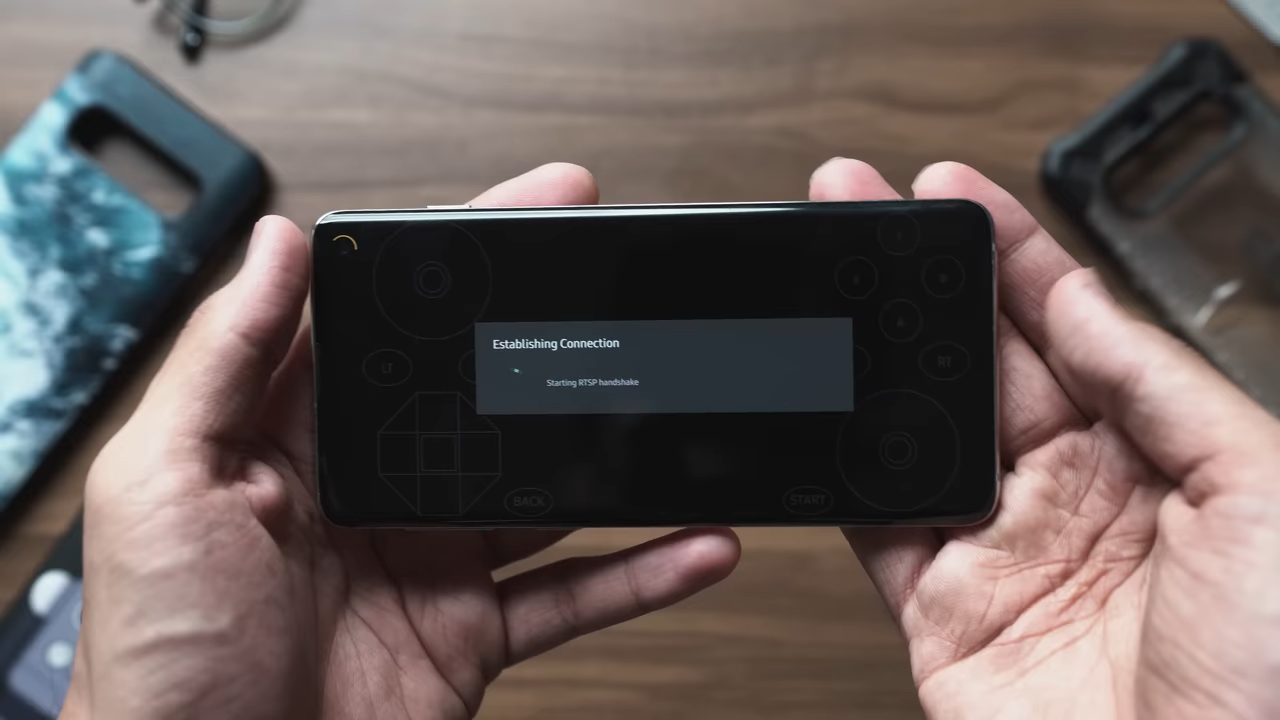 Establishing Connection
LT
Starting RTSP handshake
RT
BACK
START